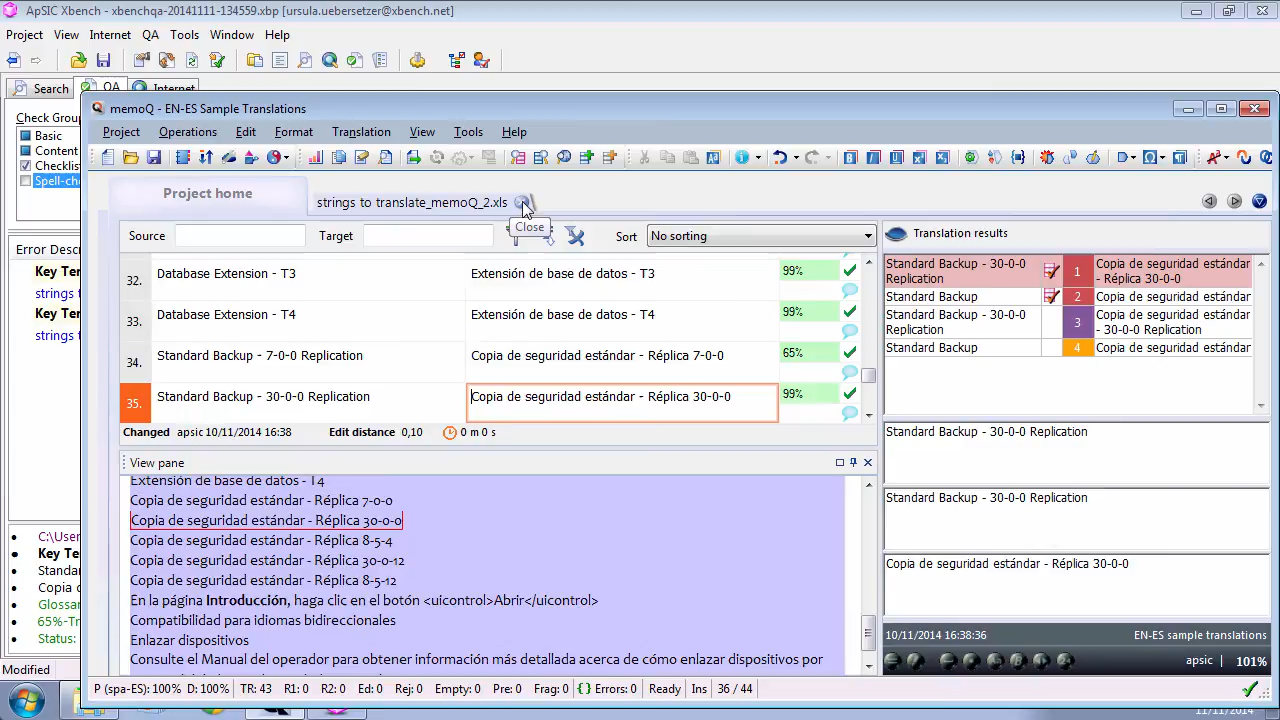 ApSIC Xbench - xbenchqa-20141111-134559.xbp [ursula.uebersetzer@xbench.net]
Project View Internet QA Tools Window Help
Search QA Internet
Check Grou
Basic
Content
Checklis
Spell-ch
Error Descr
Key Ter
strings t
Key Ter
strings t
C:\User
Key Ter
Standar
Copia c
Glossar
65%-Tr
Status:
Modified
memoQ - EN-ES Sample Translations
Project Operations Edit Format Translation View Tools Help
Project home
strings to translate_memoQ_2.xls
Close
Source Target Sort No sorting
32. Database Extension - T3 Extensión de base de datos - T3 99%
33. Database Extension - T4 Extensión de base de datos - T4 99%
34. Standard Backup - 7-0-0 Replication Copia de seguridad estándar - Réplica 7-0-0 65%
35. Standard Backup - 30-0-0 Replication Copia de seguridad estándar - Réplica 30-0-0 99%
Changed apsic 10/11/2014 16:38 Edit distance 0,10 0 m 0 s
View pane
Extensión de base de datos - T4
Copia de seguridad estándar - Réplica 7-0-0
Copia de seguridad estándar - Réplica 30-0-0
Copia de seguridad estándar - Réplica 8-5-4
Copia de seguridad estándar - Réplica 30-0-12
Copia de seguridad estándar - Réplica 8-5-12
En la página Introducción, haga clic en el botón <uicontrol>Abrir</uicontrol>
Compatibilidad para idiomas bidireccionales
Enlazar dispositivos
Consulte el Manual del operador para obtener información más detallada acerca de cómo enlazar dispositivos por
Translation results
Standard Backup - 30-0-0 Replication 1 Copia de seguridad estándar - Réplica 30-0-0
Standard Backup 2 Copia de seguridad estándar
Standard Backup - 30-0-0 Replication 3 Copia de seguridad estándar - 30-0-0 Replication
Standard Backup 4 Copia de seguridad estándar
Standard Backup - 30-0-0 Replication
Standard Backup - 30-0-0 Replication
Copia de seguridad estándar - Réplica 30-0-0
10/11/2014 16:38:36 EN-ES sample translations
apsic 101%
P (spa-ES): 100% D: 100% TR: 43 R1: 0 R2: 0 Ed: 0 Rej: 0 Empty: 0 Pre: 0 Frag: 0 Errors: 0 Ready Ins 36 / 44
11/11/2014